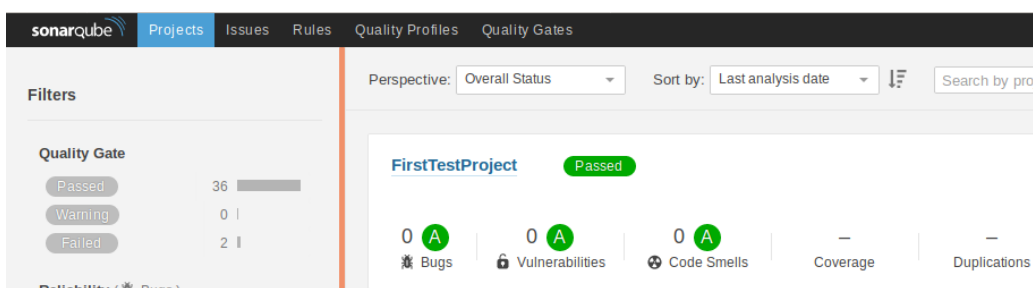 sonarqube Projects Issues Rules Quality Profiles Quality Gates
Filters
Quality Gate
Passed 36
Warning 0
Failed 2
Reliability ( Bugs )
Perspective: Overall Status Sort by: Last analysis date Search by pro
FirstTestProject Passed
0 A 0 A 0 A – –
Bugs Vulnerabilities Code Smells Coverage Duplications